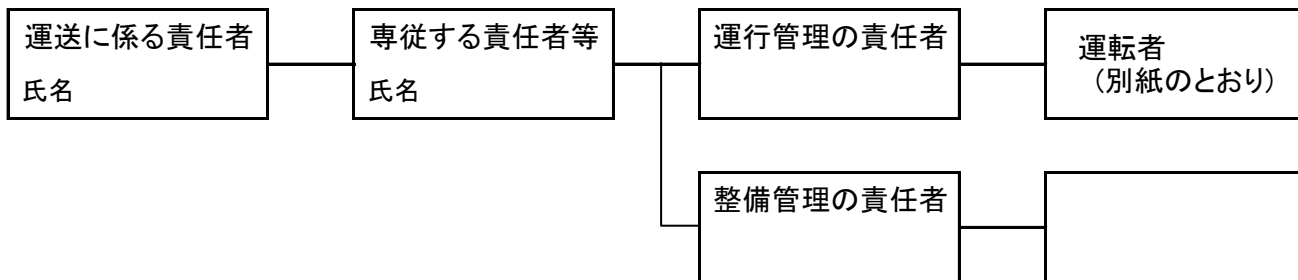 運送に係る責任者
氏名
専従する責任者等
氏名
運行管理の責任者
運転者
（別紙のとおり）
整備管理の責任者